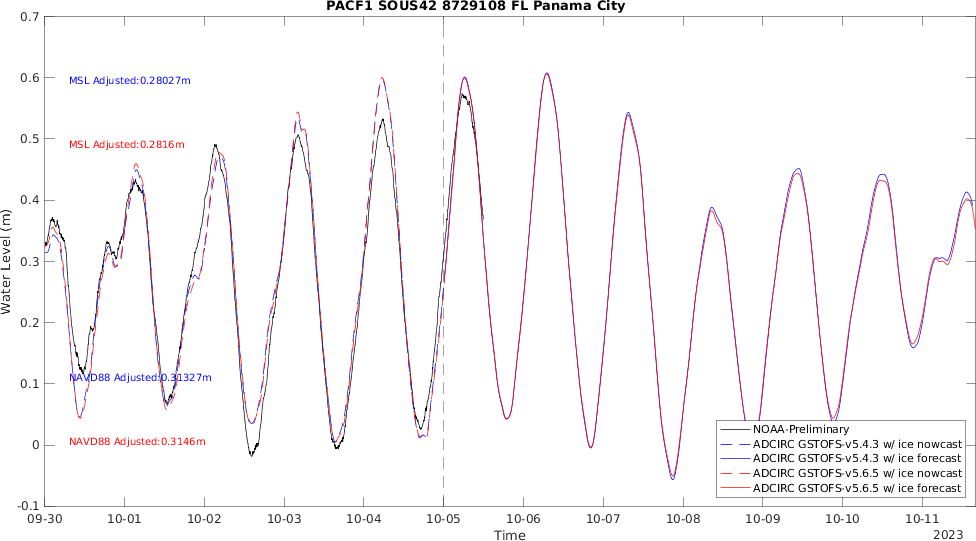 PACF1 SOUS42 8729108 FL Panama City
0.7
0.6
0.5
0.4
0.3
0.2
0.1
0
-0.1
Water Level (m)
MSL Adjusted:0.28027m
MSL Adjusted:0.2816m
NAVD88 Adjusted:0.31327m
NAVD88 Adjusted:0.3146m
NOAA-Preliminary
ADCIRC GSTOFS-v5.4.3 w/ ice nowcast
ADCIRC GSTOFS-v5.4.3 w/ ice forecast
ADCIRC GSTOFS-v5.6.5 w/ ice nowcast
ADCIRC GSTOFS-v5.6.5 w/ ice forecast
09-30 10-01 10-02 10-03 10-04 10-05 10-06 10-07 10-08 10-09 10-10 10-11
Time
2023